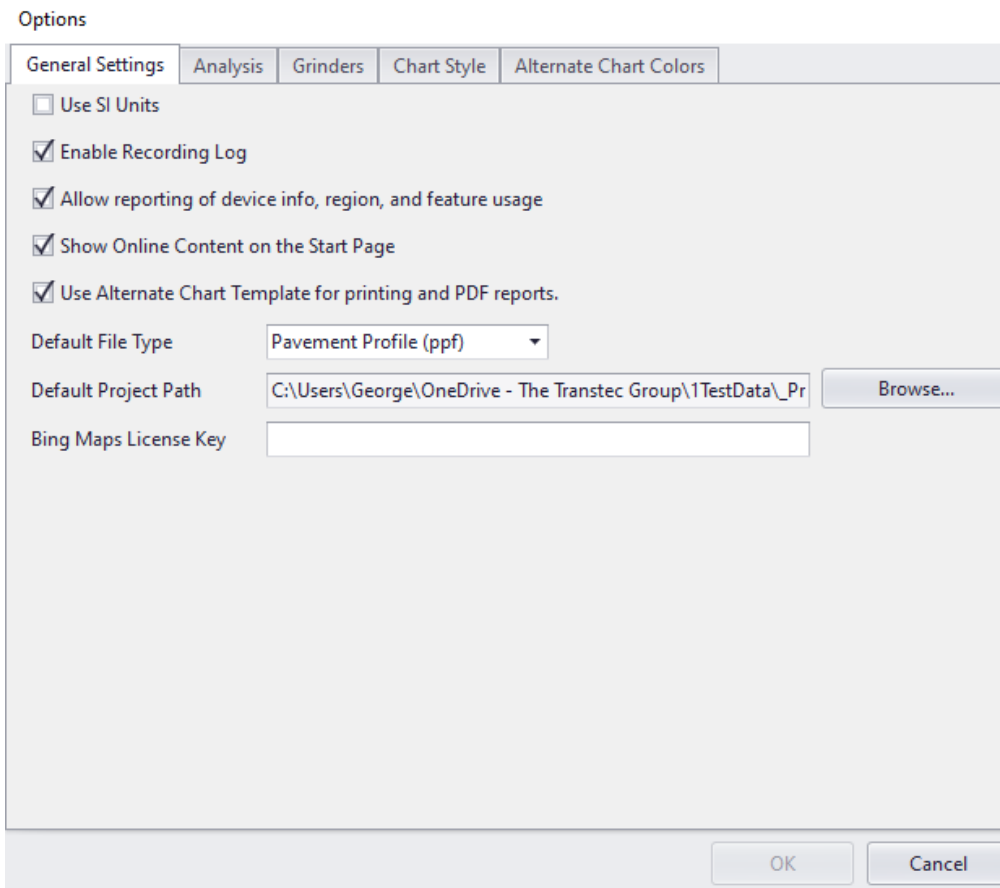 Options
General Settings Analysis Grinders Chart Style Alternate Chart Colors
Use SI Units
Enable Recording Log
Allow reporting of device info, region, and feature usage
Show Online Content on the Start Page
Use Alternate Chart Template for printing and PDF reports.
Default File Type Pavement Profile (ppf)
Default Project Path C:\Users\George\OneDrive - The Transtec Group\1TestData\_Pr Browse...
Bing Maps License Key
OK Cancel